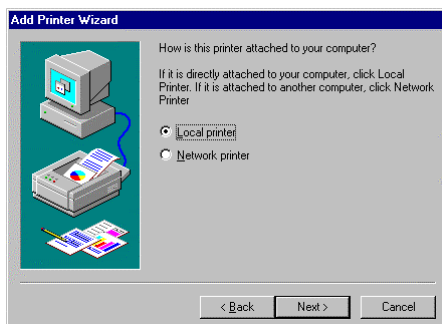 Add Printer Wizard
How is this printer attached to your computer?
If it is directly attached to your computer, click Local
Printer. If it is attached to another computer, click Network
Printer
Local printer
Network printer
< Back
Next >
Cancel